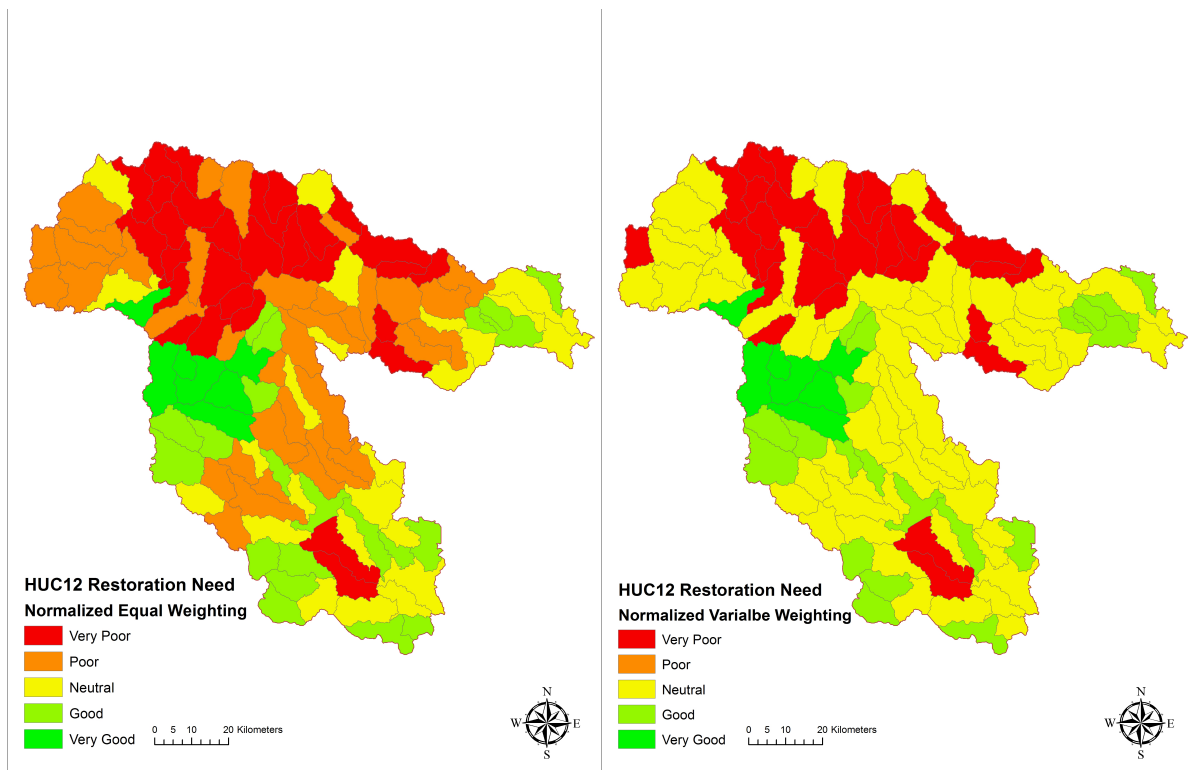 HUC12 Restoration Need
Normalized Equal Weighting
Very Poor
Poor
Neutral
Good
Very Good
0 5 10 20 Kilometers
N
W E
S
HUC12 Restoration Need
Normalized Varialbe Weighting
Very Poor
Poor
Neutral
Good
Very Good
0 5 10 20 Kilometers
N
W E
S